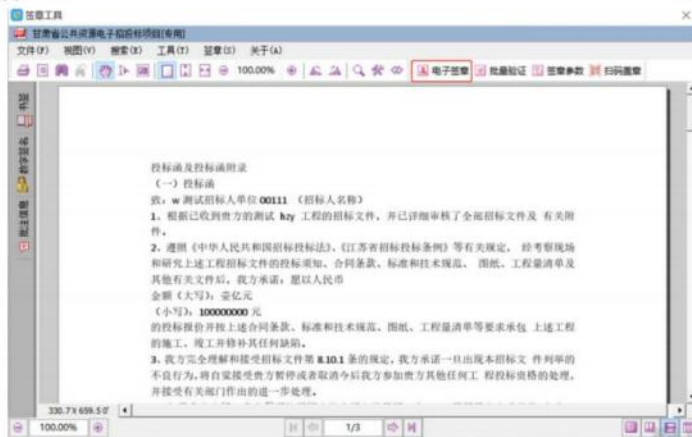 签章工具
甘肃省公共资源电子招投标项目[专用]
文件(F) 视图(V) 搜索(X) 工具(T) 签章(S) 关于(A)
100.00% 电子签章 批量验证 签章参数 扫码盖章
书签
数字签名
批注信息
投标函及投标函附录
（一）投标函
致：w 测试招标人单位 00111 （招标人名称）
1、根据已收到贵方的测试 hzy 工程的招标文件，并已详细审核了全部招标文件及 有关附
件。
2、遵照《中华人民共和国招标投标法》、《江苏省招标投标条例》等有关规定， 经考察现场
和研究上述工程招标文件的投标须知、合同条款、标准和技术规范、 图纸、工程量清单及
其他有关文件后，我方承诺：愿以人民币
金额（大写）：壹亿元
（小写）：100000000 元
的投标报价并按上述合同条款、标准和技术规范、图纸、工程量清单等要求承包 上述工程
的施工、竣工并修补其任何缺陷。
3、我方完全理解和接受招标文件第 8.10.1 条的规定，我方承诺一旦出现本招标文 件列举的
不良行为，将自愿接受贵方暂停或者取消今后我方参加贵方其他任何工 程投标资格的处理，
并接受有关部门作出的进一步处理。
330.7X 659.50
100.00% 1/3